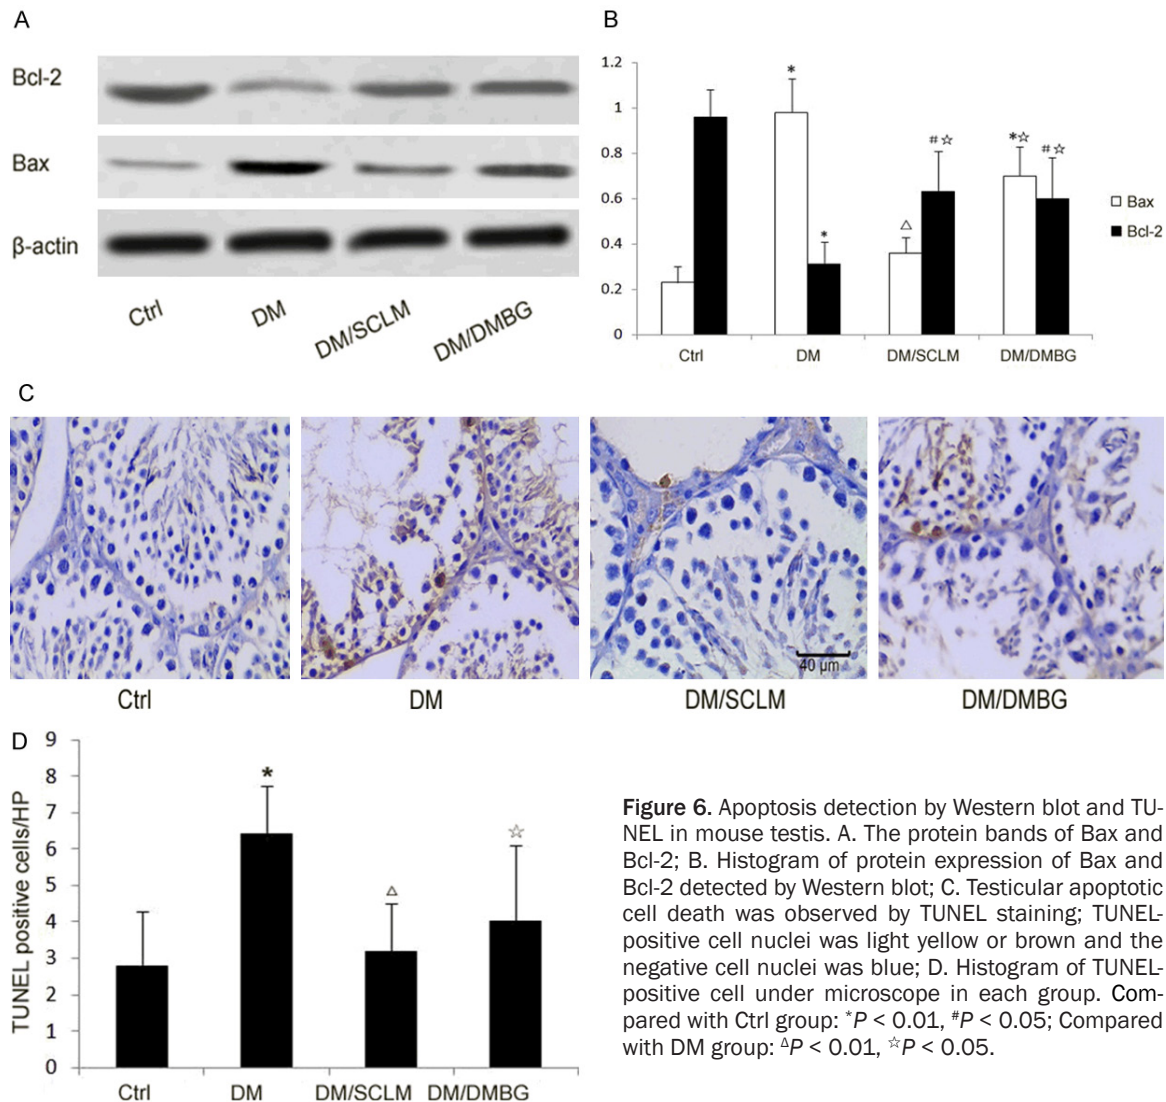 A
Bcl-2
Bax
β-actin
Ctrl
DM
DM/SCLM
DM/DMBG
B
1.2
1
0.8
0.6
0.4
0.2
0
*
*
△
#☆
*☆
#☆
Ctrl
DM
DM/SCLM
DM/DMBG
Bax
Bcl-2
C
40 µm
Ctrl
DM
DM/SCLM
DM/DMBG
D
TUNEL positive cells/HP
9
8
7
6
5
4
3
2
1
0
*
△
☆
Ctrl
DM
DM/SCLM
DM/DMBG
Figure 6. Apoptosis detection by Western blot and TU-
NEL in mouse testis. A. The protein bands of Bax and
Bcl-2; B. Histogram of protein expression of Bax and
Bcl-2 detected by Western blot; C. Testicular apoptotic
cell death was observed by TUNEL staining; TUNEL-
positive cell nuclei was light yellow or brown and the
negative cell nuclei was blue; D. Histogram of TUNEL-
positive cell under microscope in each group. Com-
pared with Ctrl group: *P < 0.01, #P < 0.05; Compared
with DM group: △P < 0.01, ☆P < 0.05.